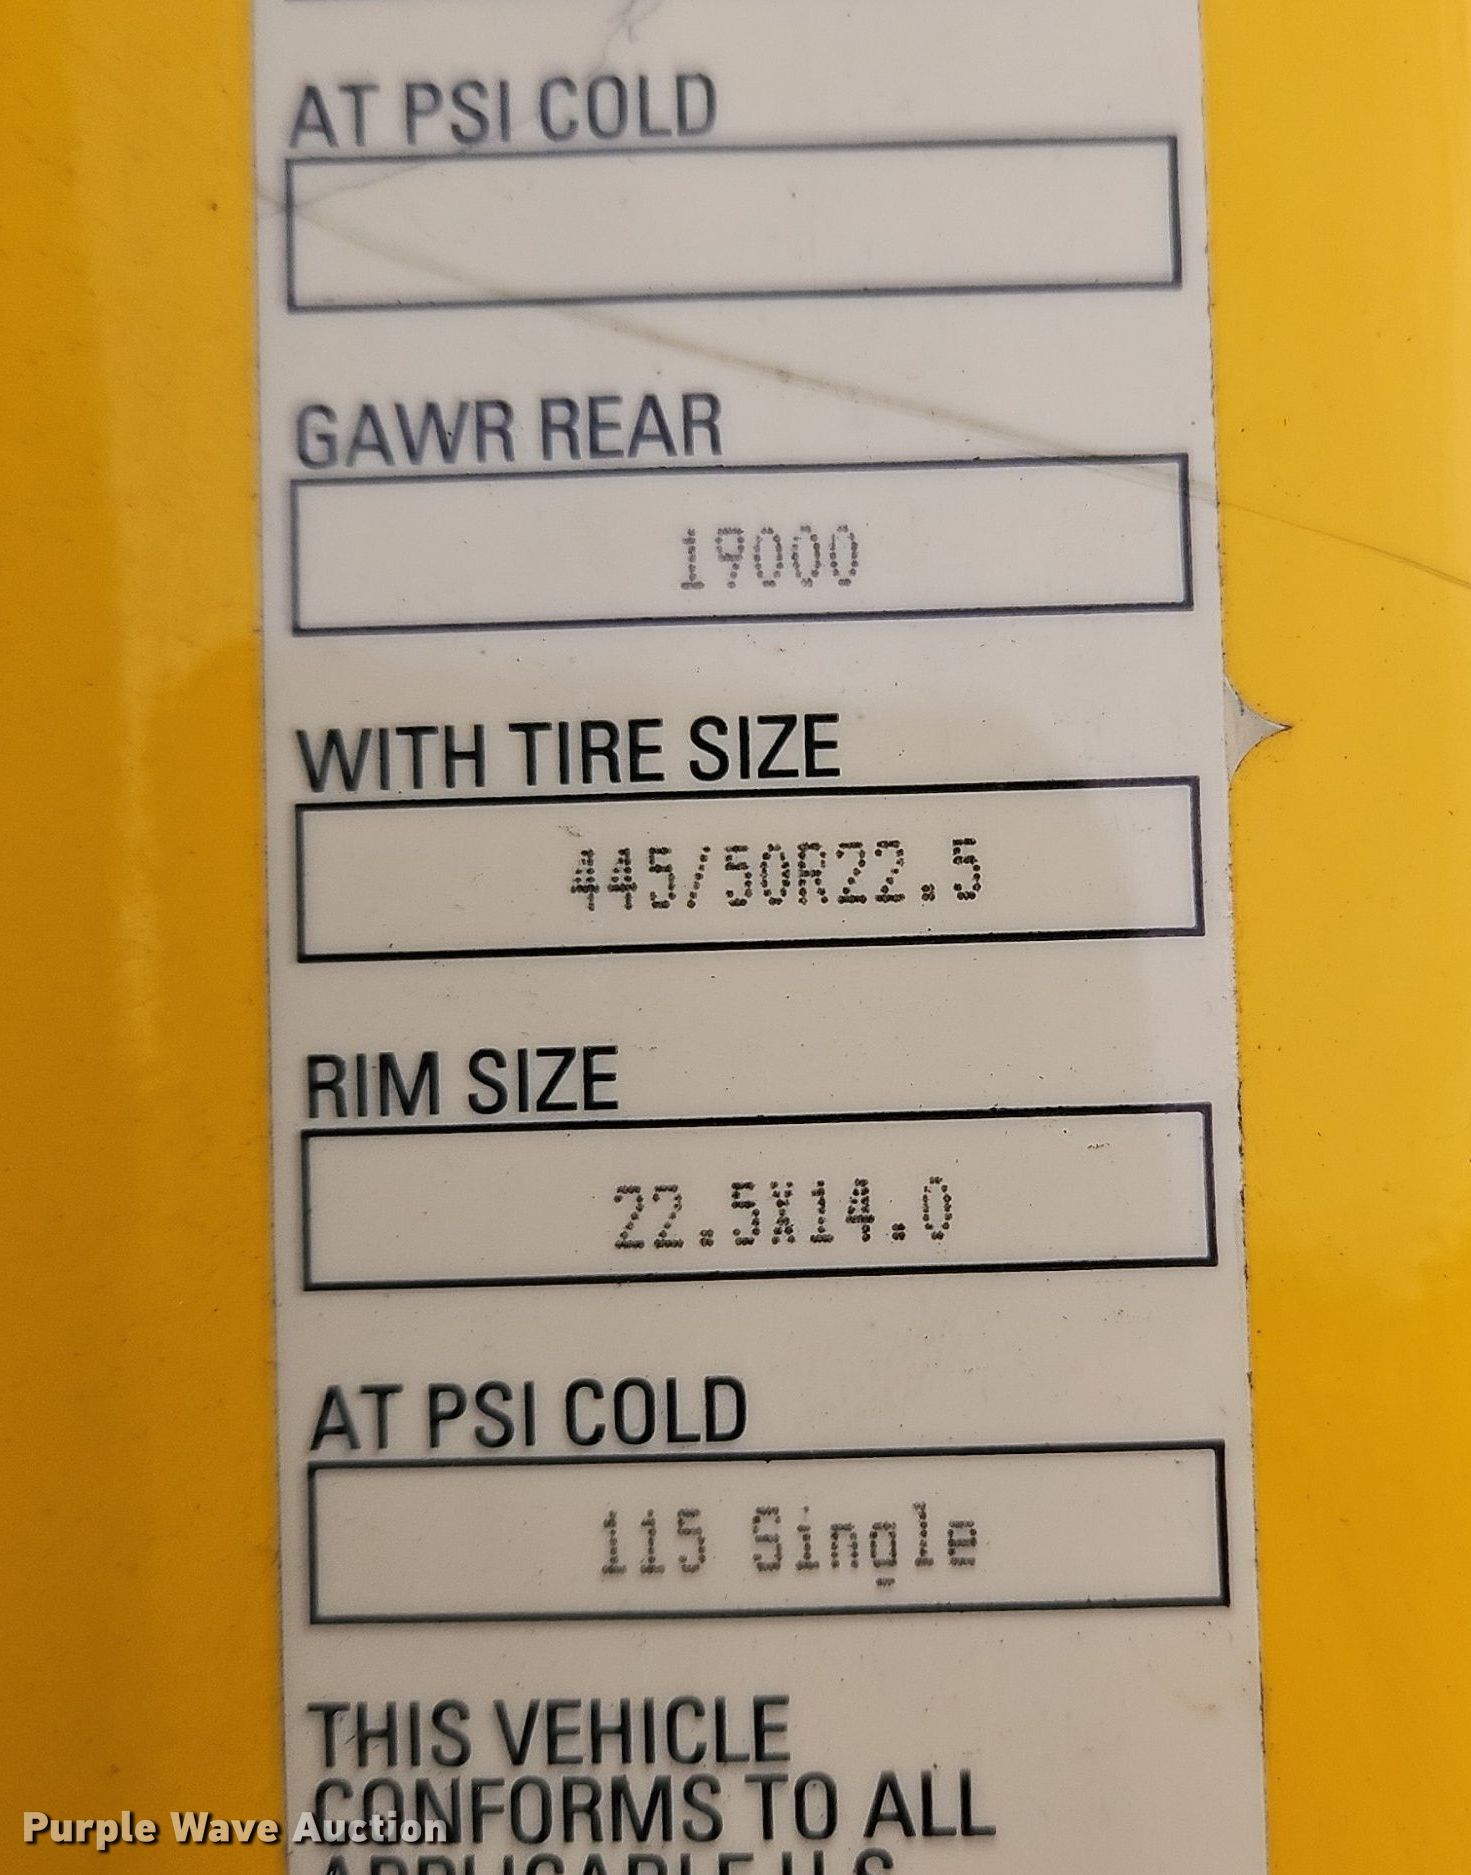 AT PSI COLD
GAWR REAR
19000
WITH TIRE SIZE
445/50R22.5
RIM SIZE
22.5X14.0
AT PSI COLD
115 Single
THIS VEHICLE
CONFORMS TO ALL
APPLICABLE U.S.
Purple Wave Auction